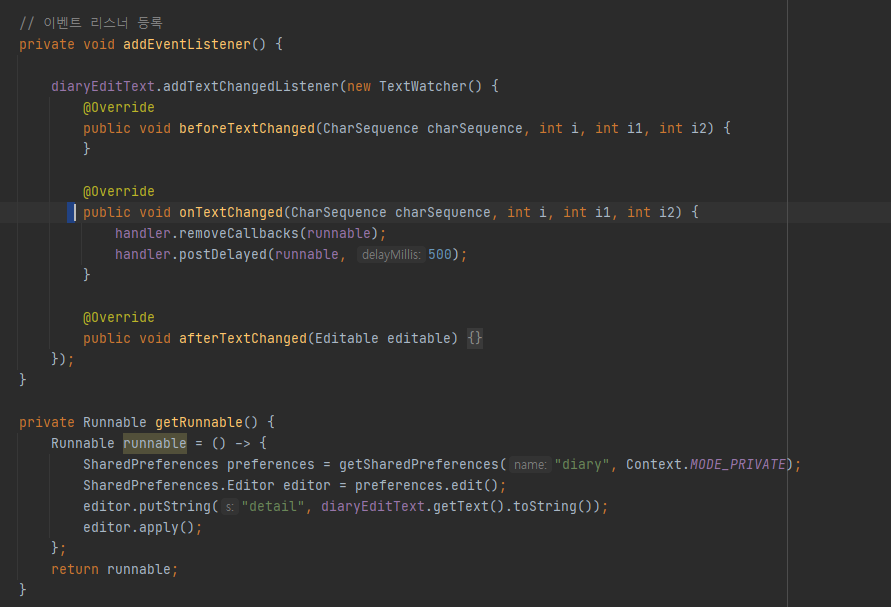 // 이벤트 리스너 등록
private void addEventListener() {
diaryEditText.addTextChangedListener(new TextWatcher() {
@Override
public void beforeTextChanged(CharSequence charSequence, int i, int i1, int i2) {
}
@Override
public void onTextChanged(CharSequence charSequence, int i, int i1, int i2) {
handler.removeCallbacks(runnable);
handler.postDelayed(runnable, delayMillis: 500);
}
@Override
public void afterTextChanged(Editable editable) {}
});
}
private Runnable getRunnable() {
Runnable runnable = () -> {
SharedPreferences preferences = getSharedPreferences( name: "diary", Context.MODE_PRIVATE);
SharedPreferences.Editor editor = preferences.edit();
editor.putString( s: "detail", diaryEditText.getText().toString());
editor.apply();
};
return runnable;
}